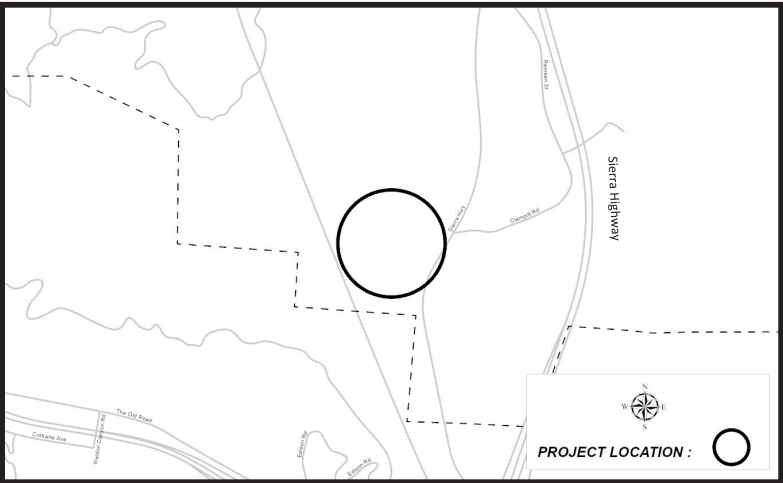 Remsen St
Sierra Highway
Sierra Hwy
Clampitt Rd
The Old Road
Coltrane Ave
Weldon Canyon Rd
Edison Rd
Edison Rd
N
W E
S
PROJECT LOCATION :